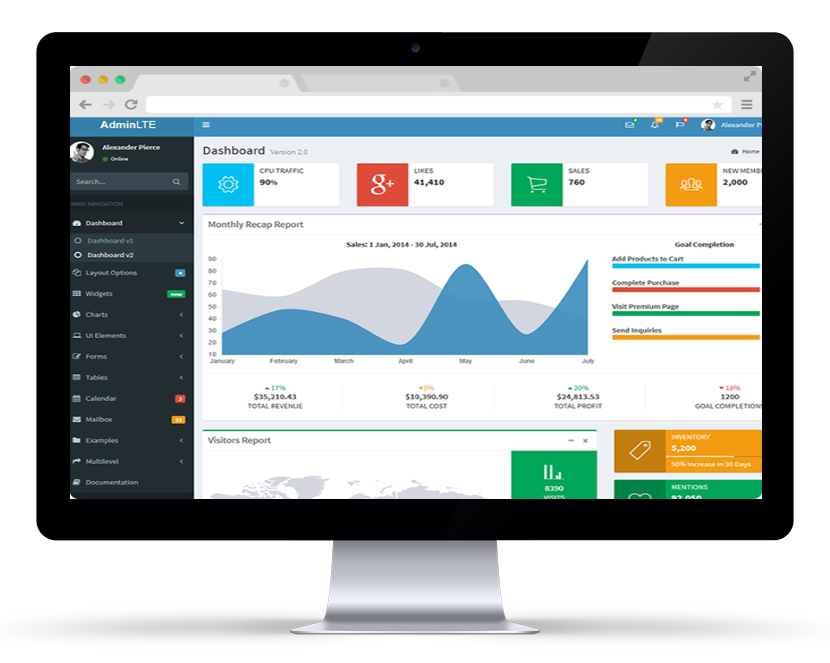 AdminLTE
Alexander Pierce
Online
Search...
MAIN NAVIGATION
Dashboard
Dashboard v1
Dashboard v2
Layout Options 4
Widgets new
Charts
UI Elements
Forms
Tables
Calendar 3
Mailbox 12
Examples
Multilevel
Documentation
Alexander Pi
Dashboard Version 2.0
Home
CPU TRAFFIC
90%
g+
LIKES
41,410
SALES
760
NEW MEMB
2,000
Monthly Recap Report
Sales: 1 Jan, 2014 - 30 Jul, 2014
90
80
70
60
50
40
30
20
10
January February March April May June July
Goal Completion
Add Products to Cart
Complete Purchase
Visit Premium Page
Send Inquiries
17%
$35,210.43
TOTAL REVENUE
0%
$10,390.90
TOTAL COST
20%
$24,813.53
TOTAL PROFIT
18%
1200
GOAL COMPLETIONS
Visitors Report
8390
VISITS
INVENTORY
5,200
50% Increase in 30 Days
MENTIONS
92,050